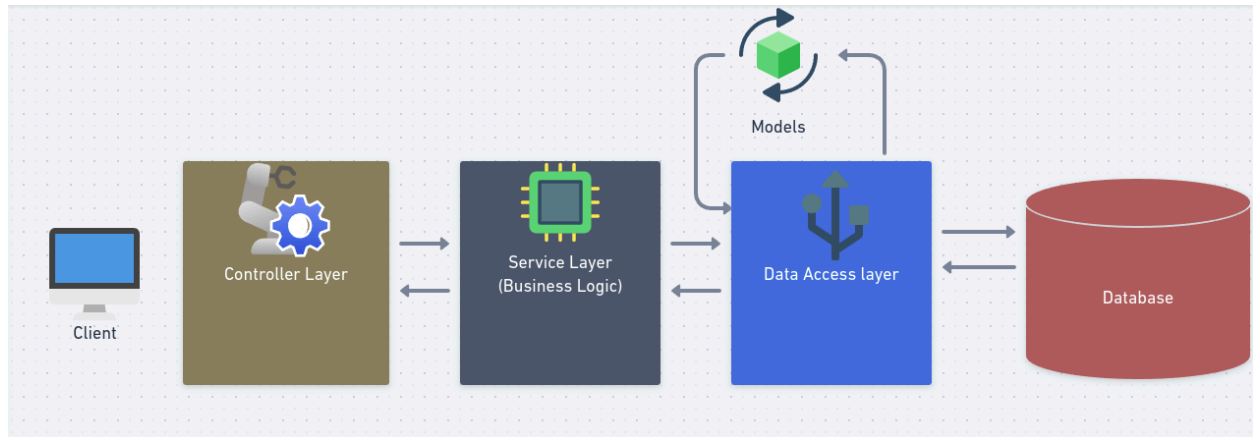 Models
Client
Controller Layer
Service Layer
(Business Logic)
Data Access layer
Database